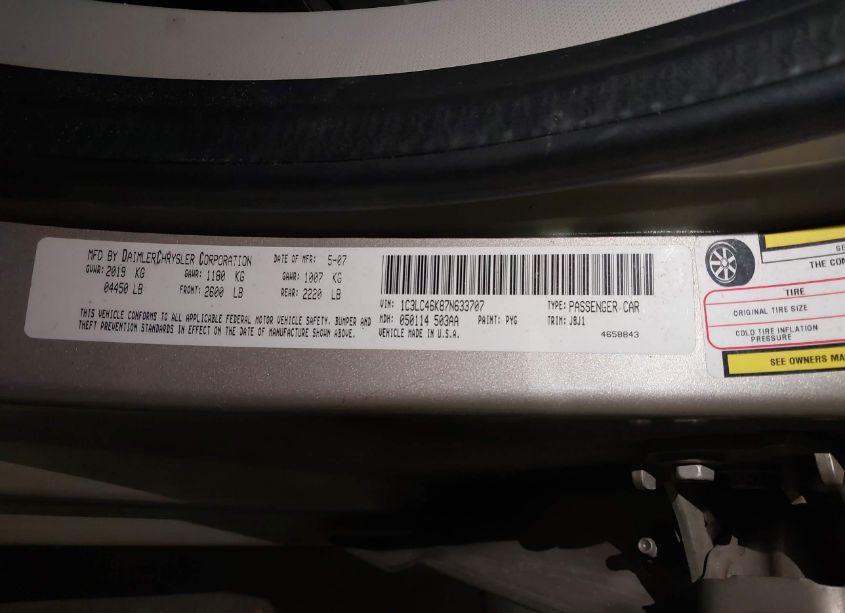 MFD BY DAIMLERCHRYSLER CORPORATION DATE OF MFR: 5-07
GVWR: 2019 KG GAWR: 1180 KG GAWR: 1007 KG
04450 LB FRONT: 2600 LB REAR: 2220 LB
THIS VEHICLE CONFORMS TO ALL APPLICABLE FEDERAL MOTOR VEHICLE SAFETY, BUMPER AND
THEFT PREVENTION STANDARDS IN EFFECT ON THE DATE OF MANUFACTURE SHOWN ABOVE.
VIN: 1C3LC46K87N633707 TYPE: PASSENGER CAR
MDH: 050114 503AA PAINT: PYG TRIM: J8J1
VEHICLE MADE IN U.S.A. 4658843
SE
THE COM
TIRE
ORIGINAL TIRE SIZE
COLD TIRE INFLATION
PRESSURE
SEE OWNERS MA